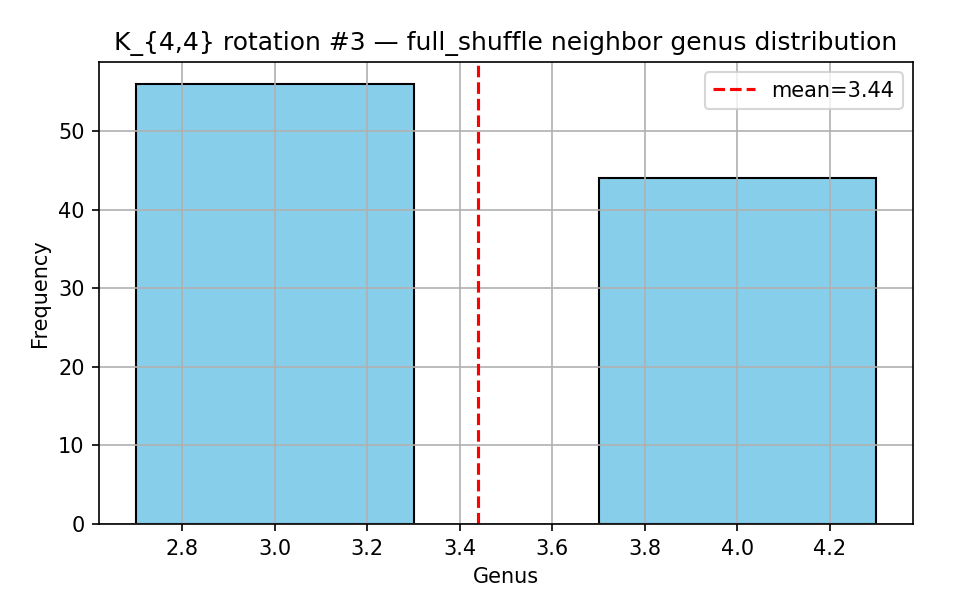 K_{4,4} rotation #3 — full_shuffle neighbor genus distribution
mean=3.44
Frequency
50
40
30
20
10
0
2.8 3.0 3.2 3.4 3.6 3.8 4.0 4.2
Genus